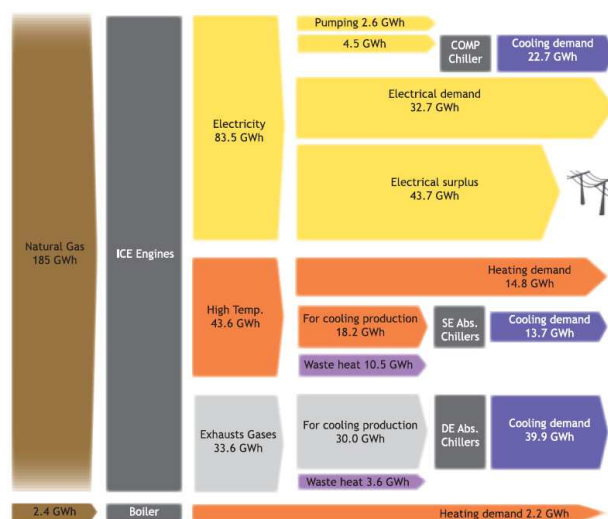 Pumping 2.6 GWh
4.5 GWh
COMP
Chiller
Cooling demand
22.7 GWh
Electricity
83.5 GWh
Electrical demand
32.7 GWh
Electrical surplus
43.7 GWh
Natural Gas
185 GWh
ICE Engines
High Temp.
43.6 GWh
Heating demand
14.8 GWh
For cooling production
18.2 GWh
SE Abs.
Chillers
Cooling demand
13.7 GWh
Waste heat 10.5 GWh
Exhausts Gases
33.6 GWh
For cooling production
30.0 GWh
DE Abs.
Chillers
Cooling demand
39.9 GWh
Waste heat 3.6 GWh
2.4 GWh
Boiler
Heating demand 2.2 GWh